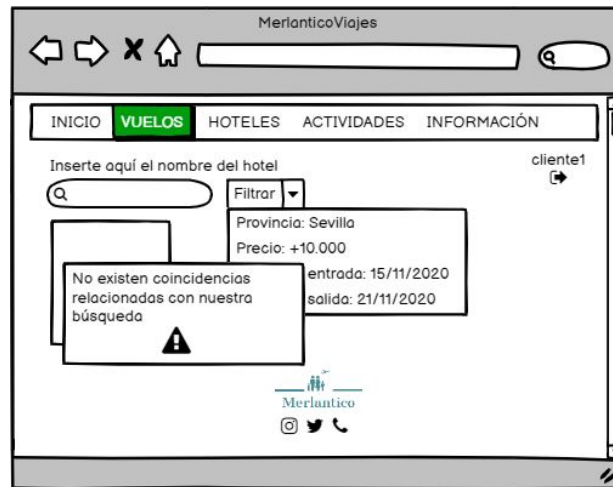 MerlanticoViajes
INICIO VUELOS HOTELES ACTIVIDADES INFORMACIÓN
cliente1
Inserte aquí el nombre del hotel
Filtrar
Provincia: Sevilla
Precio: +10.000
entrada: 15/11/2020
salida: 21/11/2020
No existen coincidencias
relacionadas con nuestra
búsqueda
Merlantico